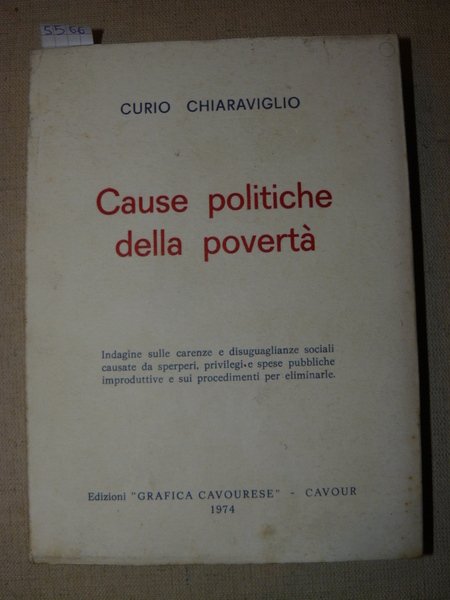 5566
CURIO CHIARAVIGLIO
Cause politiche
della povertà
Indagine sulle carenze e disuguaglianze sociali
causate da sperperi, privilegi e spese pubbliche
improduttive e sui procedimenti per eliminarle.
Edizioni "GRAFICA CAVOURESE" - CAVOUR
1974